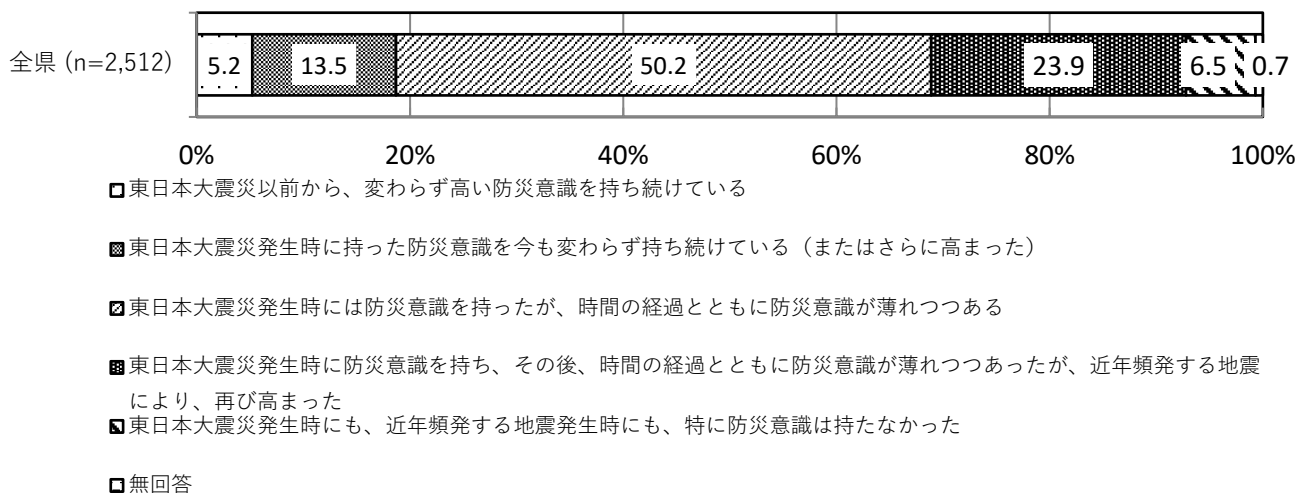 全県 (n=2,512)
5.2 13.5 50.2 23.9 6.5 0.7
0% 20% 40% 60% 80% 100%
東日本大震災以前から、変わらず高い防災意識を持ち続けている
東日本大震災発生時に持った防災意識を今も変わらず持ち続けている（またはさらに高まった）
東日本大震災発生時には防災意識を持ったが、時間の経過とともに防災意識が薄れつつある
東日本大震災発生時に防災意識を持ち、その後、時間の経過とともに防災意識が薄れつつあったが、近年頻発する地震
により、再び高まった
東日本大震災発生時にも、近年頻発する地震発生時にも、特に防災意識は持たなかった
無回答